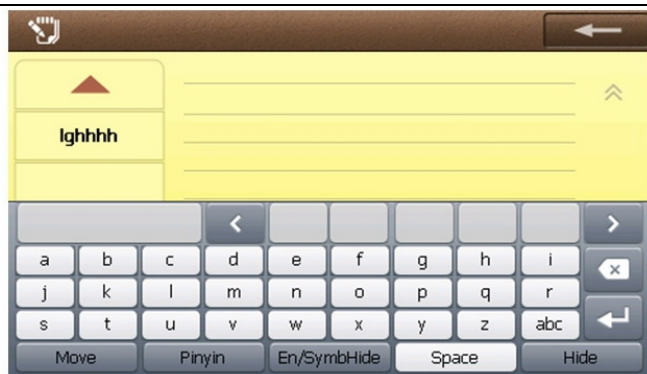 lghhhh
a b c d e f g h i
j k l m n o p q r
s t u v w x y z abc
Move Pinyin En/SymbHide Space Hide